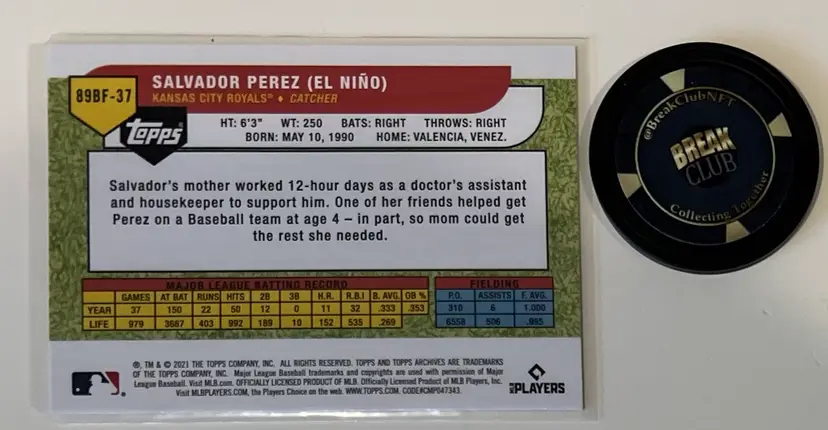 SALVADOR PEREZ (EL NIÑO)
KANSAS CITY ROYALS® ♦ CATCHER
89BF-37
Topps
HT: 6'3" WT: 250 BATS: RIGHT THROWS: RIGHT
BORN: MAY 10, 1990 HOME: VALENCIA, VENEZ.
Salvador's mother worked 12-hour days as a doctor's assistant
and housekeeper to support him. One of her friends helped get
Perez on a Baseball team at age 4 – in part, so mom could get
the rest she needed.
MAJOR LEAGUE BATTING RECORD
GAMES AT BAT RUNS HITS 2B 3B H.R. R.B.I B. AVG. OB %
YEAR 37 150 22 50 12 0 11 32 .333 .353
LIFE 979 3687 403 992 189 10 152 535 .269
FIELDING
P.O. ASSISTS F. AVG.
310 6 1.000
6558 506 .995
®, TM & © 2021 THE TOPPS COMPANY, INC. ALL RIGHTS RESERVED. TOPPS AND TOPPS ARCHIVES ARE TRADEMARKS
OF THE TOPPS COMPANY, INC. Major League Baseball trademarks and copyrights are used with permission of Major
League Baseball. Visit MLB.com. OFFICIALLY LICENSED PRODUCT OF MLB. Officially Licensed Product of MLB Players, Inc.
Visit MLBPLAYERS.COM, the Players Choice on the web. WWW.TOPPS.COM. CODE#CMP047343.
MLB PLAYERS
@BreakClubNFT
BREAK
CLUB
Collecting Together